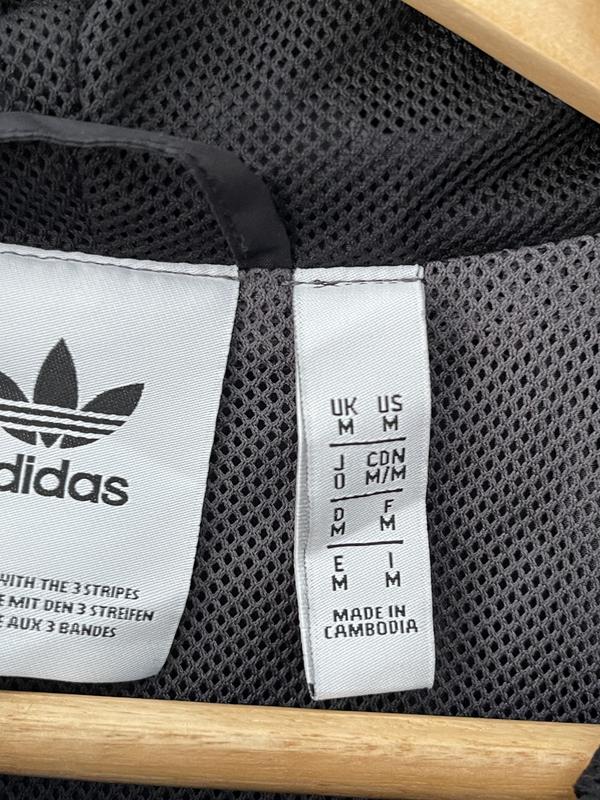 adidas
WITH THE 3 STRIPES
MIT DEN 3 STREIFEN
AUX 3 BANDES
UK US
M M
J CDN
O M/M
D F
M M
E I
M M
MADE IN
CAMBODIA